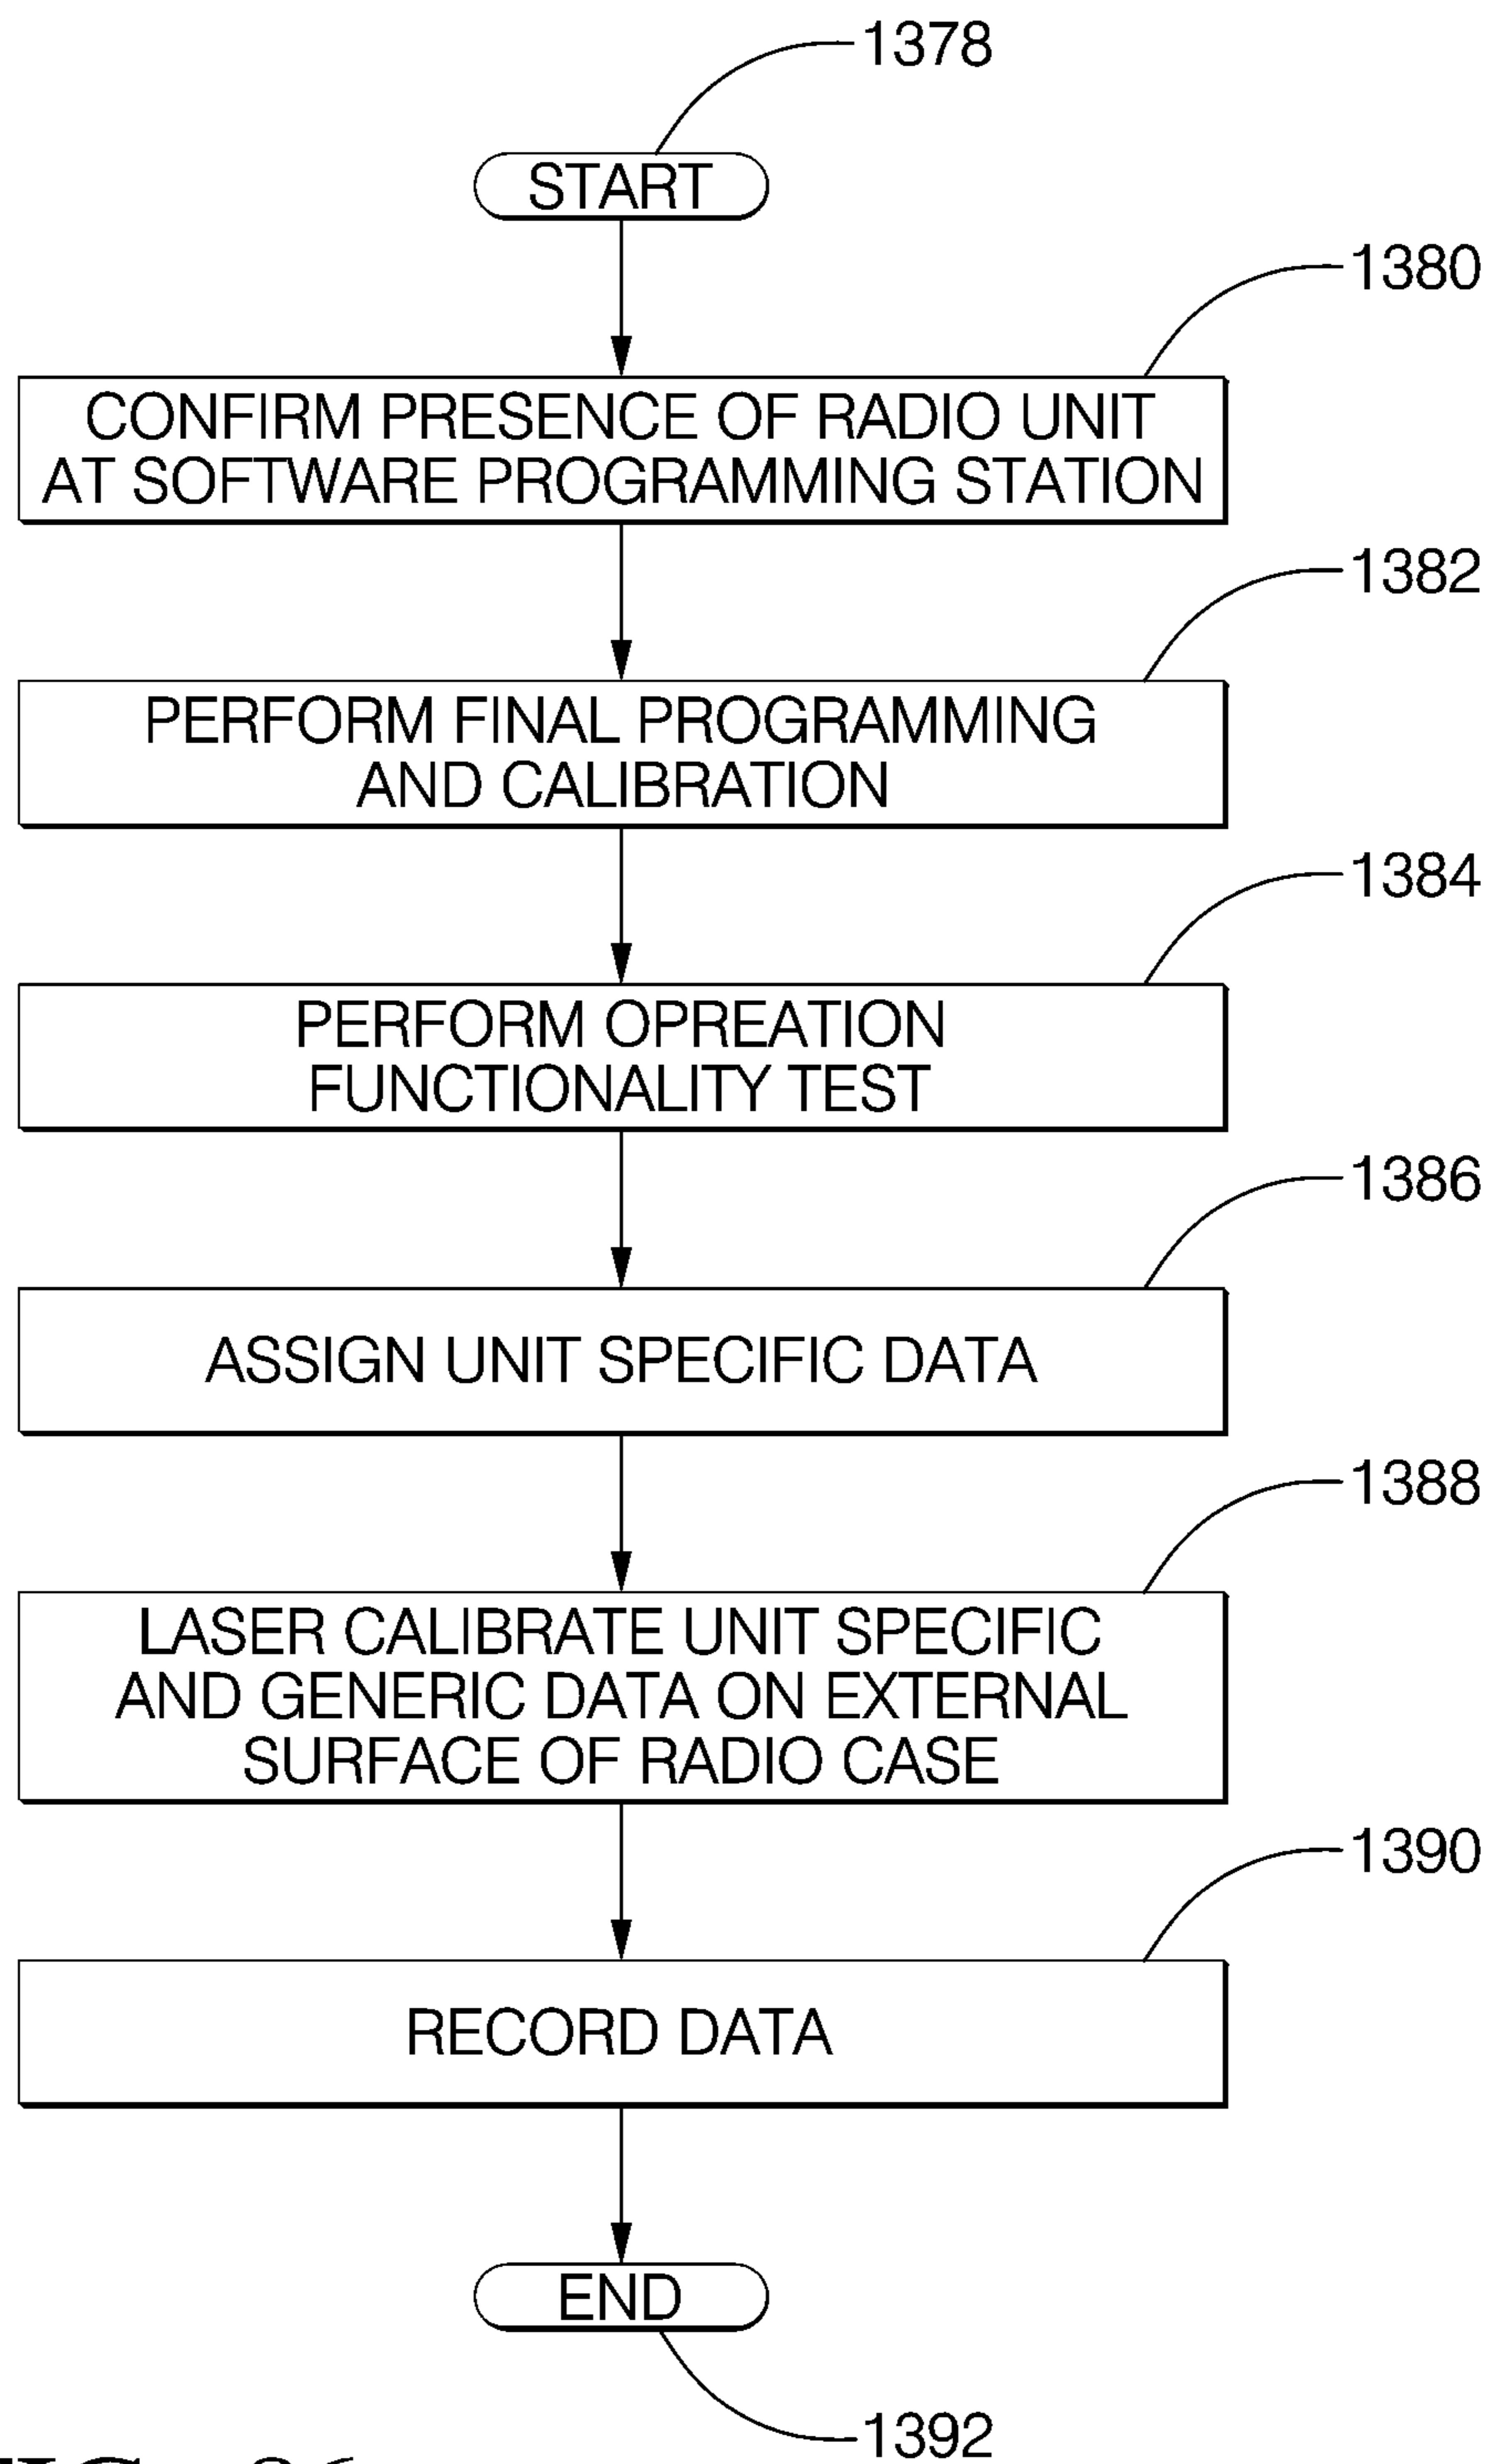 1378
START
1380
CONFIRM PRESENCE OF RADIO UNIT
AT SOFTWARE PROGRAMMING STATION
1382
PERFORM FINAL PROGRAMMING
AND CALIBRATION
1384
PERFORM OPREATION
FUNCTIONALITY TEST
1386
ASSIGN UNIT SPECIFIC DATA
1388
LASER CALIBRATE UNIT SPECIFIC
AND GENERIC DATA ON EXTERNAL
SURFACE OF RADIO CASE
1390
RECORD DATA
END
1392